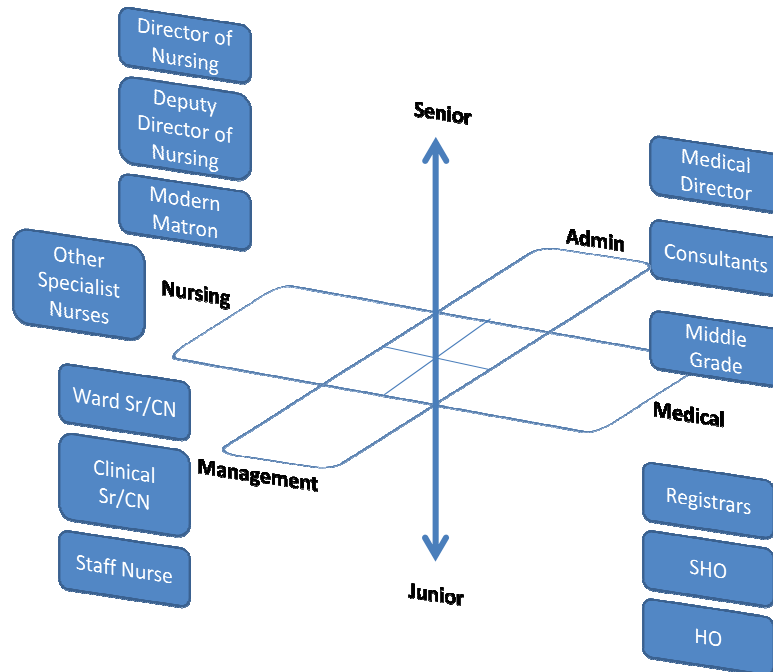 Director of
Nursing
Deputy
Director of
Nursing
Modern
Matron
Other
Specialist
Nurses
Nursing
Ward Sr/CN
Clinical
Sr/CN
Staff Nurse
Management
Senior
Junior
Admin
Medical
Director
Consultants
Middle
Grade
Medical
Registrars
SHO
HO